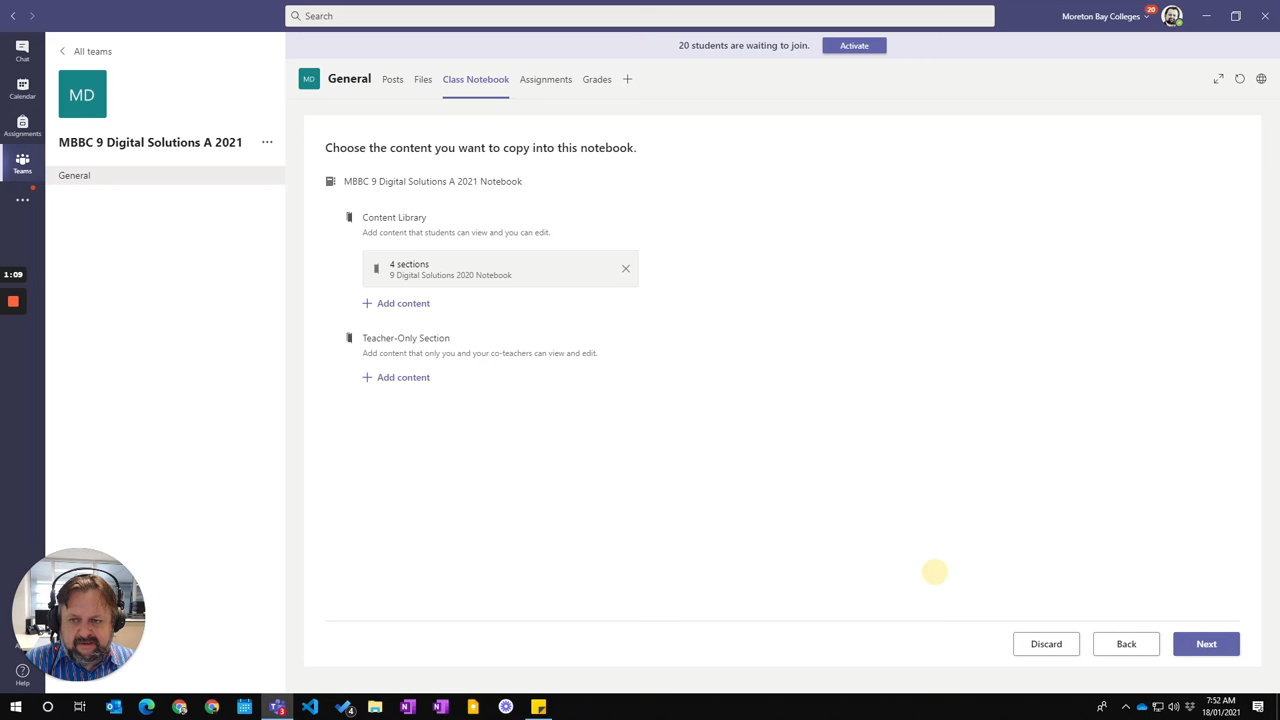 Search
Moreton Bay Colleges
20
20 students are waiting to join.
Activate
Chat
Calendar
Assignments
Teams
All teams
MD
MBBC 9 Digital Solutions A 2021
General
MD
General
Posts
Files
Class Notebook
Assignments
Grades
Choose the content you want to copy into this notebook.
MBBC 9 Digital Solutions A 2021 Notebook
Content Library
Add content that students can view and you can edit.
4 sections
9 Digital Solutions 2020 Notebook
Add content
Teacher-Only Section
Add content that only you and your co-teachers can view and edit.
Add content
1:09
Discard
Back
Next
Help
3
4
7:52 AM
18/01/2021